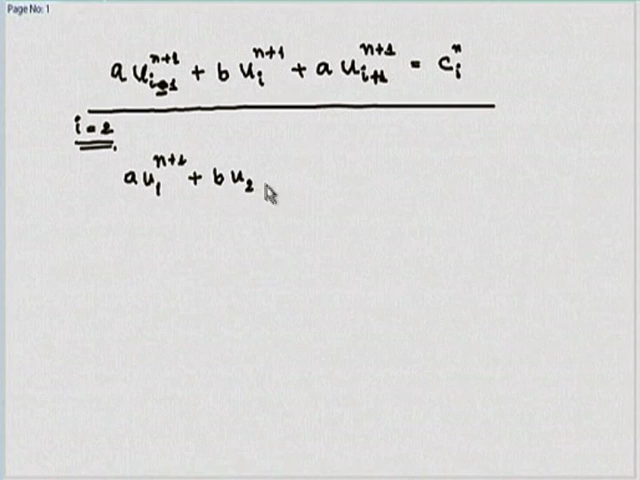 Page No: 1
a u_{i-1}^{n+1} + b u_i^{n+1} + a u_{i+1}^{n+1} = c_i^n
i = 2
a u_1^{n+1} + b u_2